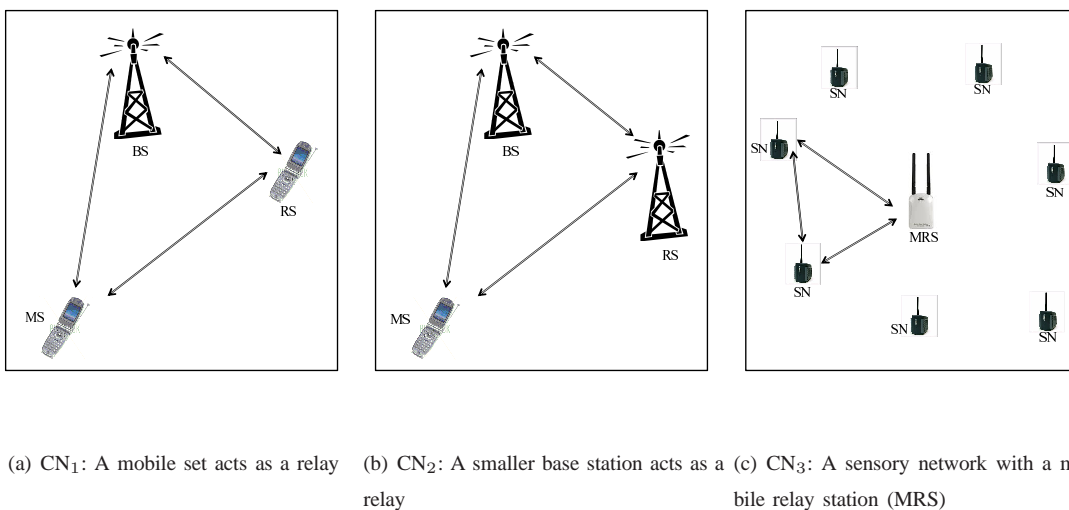 BS
RS
MS
BS
RS
MS
SN
SN
SN
SN
MRS
SN
SN
SN
(a) CN1: A mobile set acts as a relay
(b) CN2: A smaller base station acts as a
relay
(c) CN3: A sensory network with a m
bile relay station (MRS)